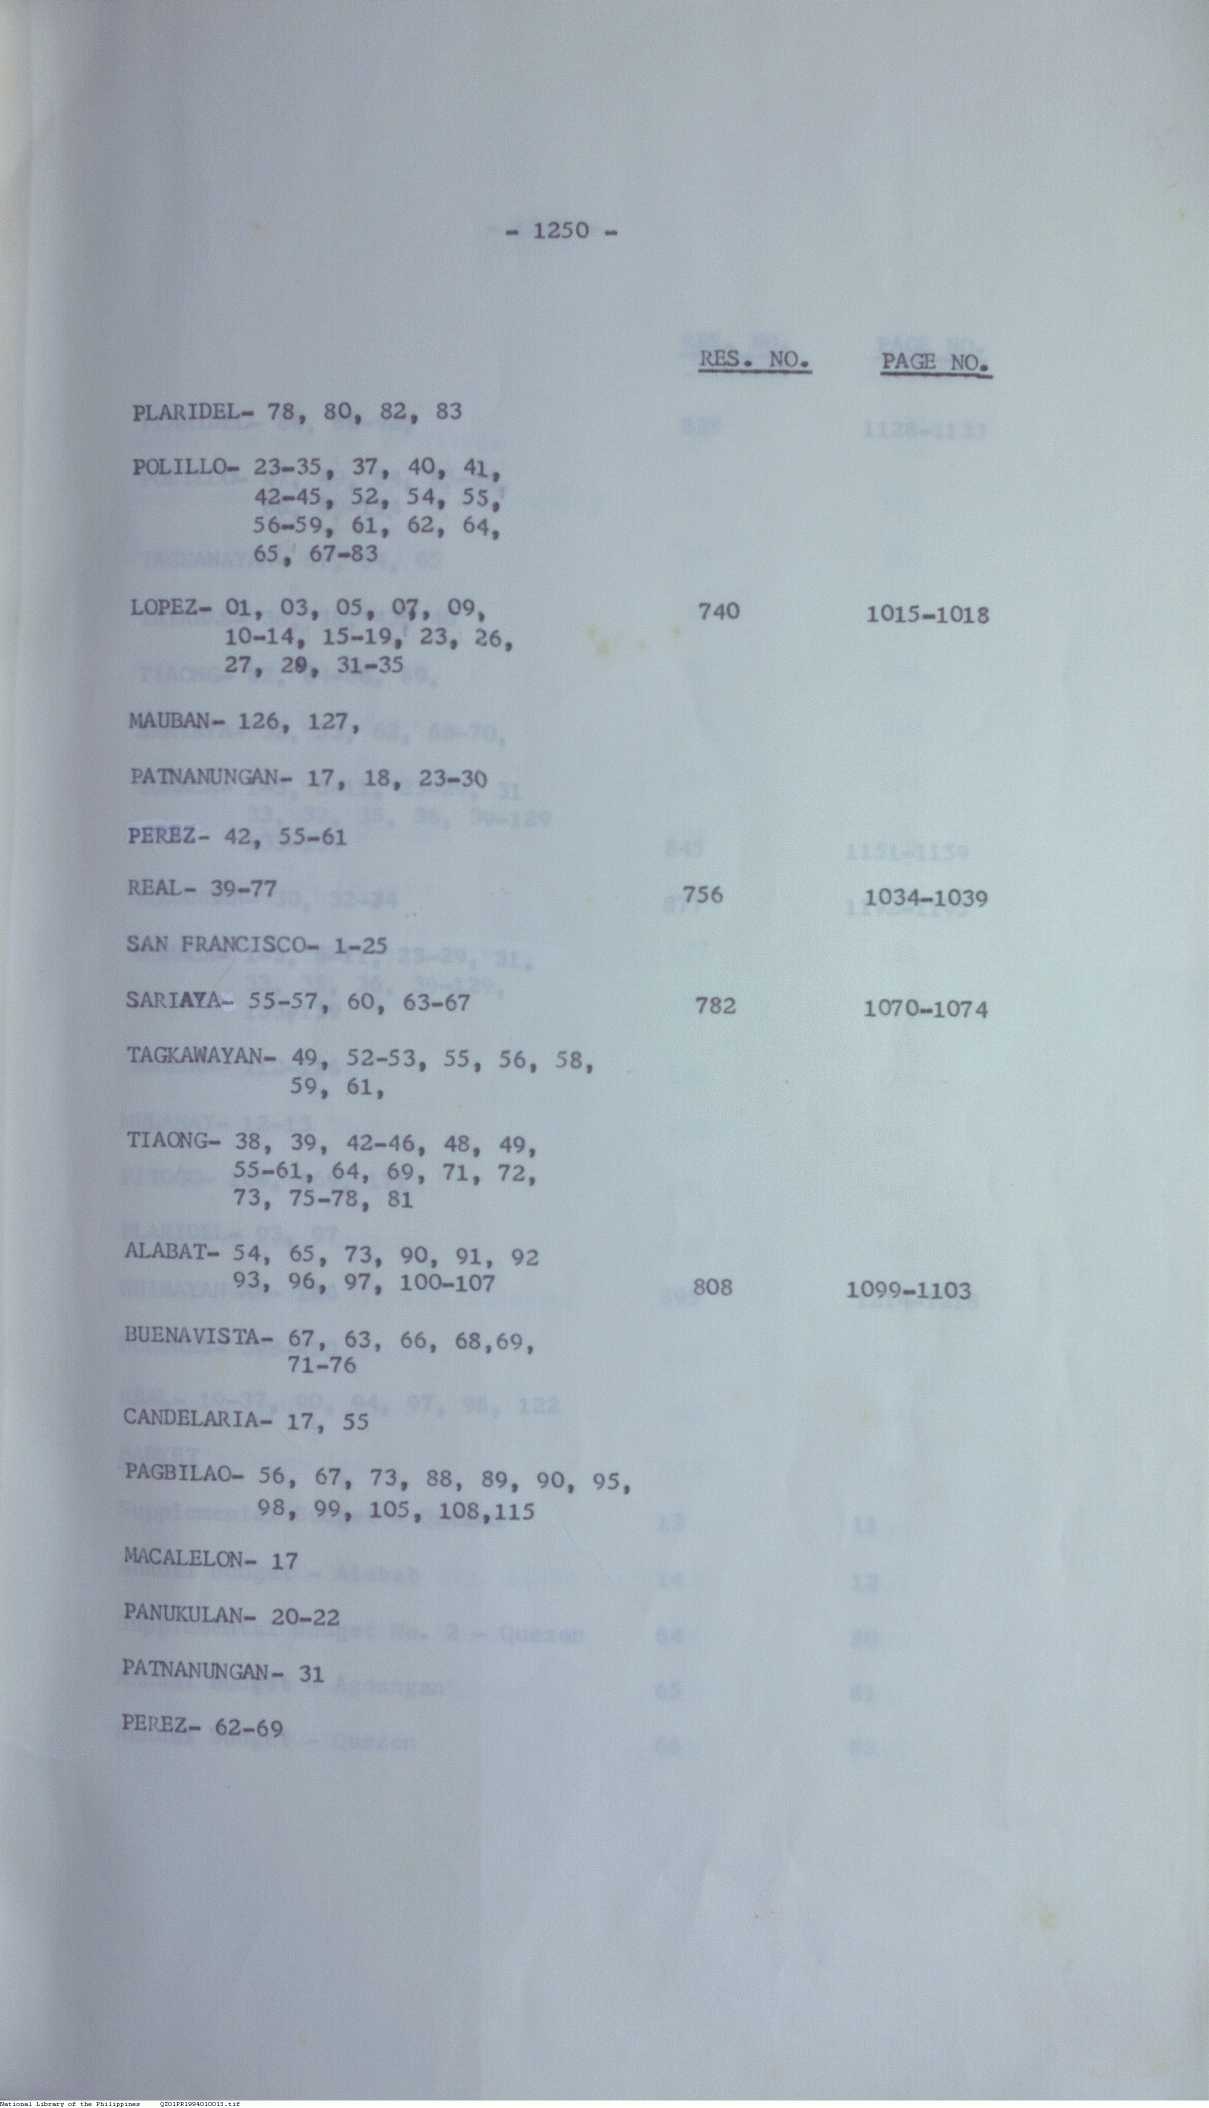 - 1250 -
RES. NO. PAGE NO.
PLARIDEL- 78, 80, 82, 83
POLILLO- 23-35, 37, 40, 41,
42-45, 52, 54, 55,
56-59, 61, 62, 64,
65, 67-83
LOPEZ- 01, 03, 05, 07, 09, 740 1015-1018
10-14, 15-19, 23, 26,
27, 29, 31-35
MAUBAN- 126, 127,
PATNANUNGAN- 17, 18, 23-30
PEREZ- 42, 55-61
REAL- 39-77 756 1034-1039
SAN FRANCISCO- 1-25
SARIAYA- 55-57, 60, 63-67 782 1070-1074
TAGKAWAYAN- 49, 52-53, 55, 56, 58,
59, 61,
TIAONG- 38, 39, 42-46, 48, 49,
55-61, 64, 69, 71, 72,
73, 75-78, 81
ALABAT- 54, 65, 73, 90, 91, 92
93, 96, 97, 100-107 808 1099-1103
BUENAVISTA- 67, 63, 66, 68,69,
71-76
CANDELARIA- 17, 55
PAGBILAO- 56, 67, 73, 88, 89, 90, 95,
98, 99, 105, 108,115
MACALELON- 17
PANUKULAN- 20-22
PATNANUNGAN- 31
PEREZ- 62-69
National Library of the Philippines QZ01PR1994010013.tif